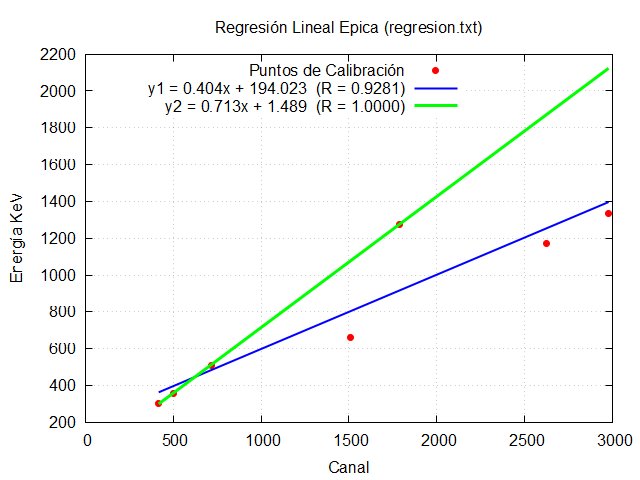 Regresión Lineal Epica (regresion.txt)
Puntos de Calibración
y1 = 0.404x + 194.023 (R = 0.9281)
y2 = 0.713x + 1.489 (R = 1.0000)
2200
2000
1800
1600
1400
1200
1000
800
600
400
200
Energía KeV
0 500 1000 1500 2000 2500 3000
Canal